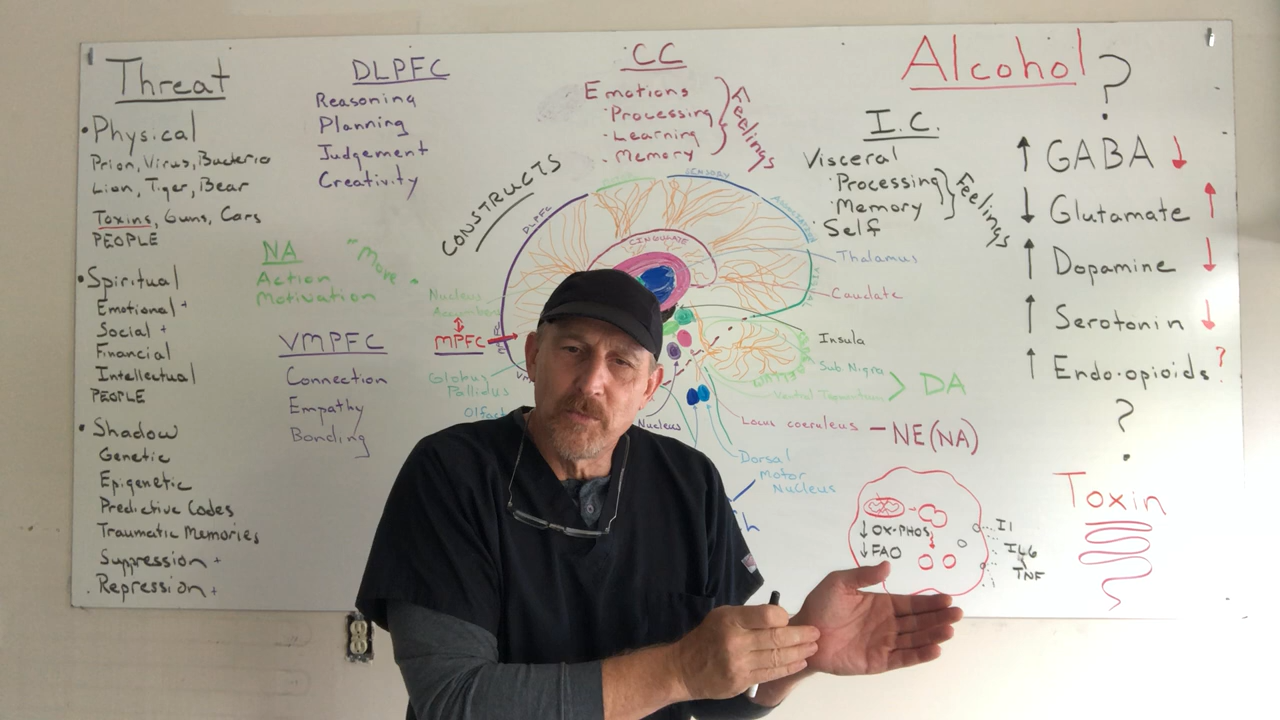 Threat
• Physical
Prion, Virus, Bacteria
Lion, Tiger, Bear
Toxins, Guns, Cars
PEOPLE
• Spiritual
Emotional +
Social +
Financial
Intellectual
PEOPLE
• Shadow
Genetic
Epigenetic
Predictive Codes
Traumatic Memories
Suppression +
Repression +
DLPFC
Reasoning
Planning
Judgement
Creativity
NA
Action
Motivation
"More"
VMPFC
Connection
Empathy
Bonding
CC
Emotions
• Processing
• Learning
• Memory
Feelings
CONSTRUCTS
DLPFC
SENSORY
CINGULATE
Nucleus
MPFC
Globus
Pallidus
Nucleus
Thalamus
Caudate
Insula
Sub Nigra
Ventral Tegmentum
DA
Locus coeruleus - NE(NA)
Dorsal
Motor
Nucleus
I.C.
Visceral
• Processing
• Memory
• Self
Feelings
Alcohol?
↑ GABA ↓
↓ Glutamate ↑
↑ Dopamine ↓
↑ Serotonin ↓
↑ Endo-opioids ?
?
Toxin
↓ OX-PHOS
↓ FAO
I1
IL6
TNF